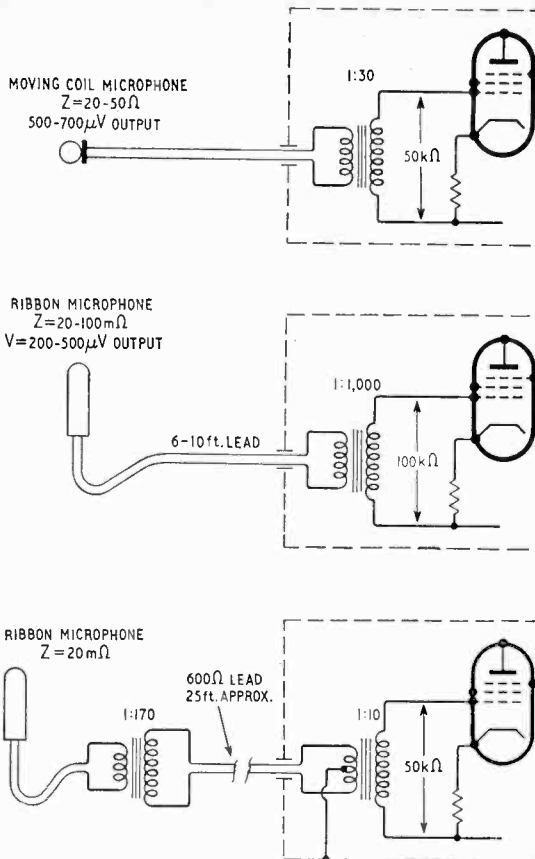 MOVING COIL MICROPHONE
Z=20-50Ω
500-700μV OUTPUT
1:30
50kΩ
RIBBON MICROPHONE
Z=20-100mΩ
V=200-500μV OUTPUT
6-10ft. LEAD
1:1,000
100kΩ
RIBBON MICROPHONE
Z=20mΩ
1:170
600Ω LEAD
25ft. APPROX.
1:10
50kΩ